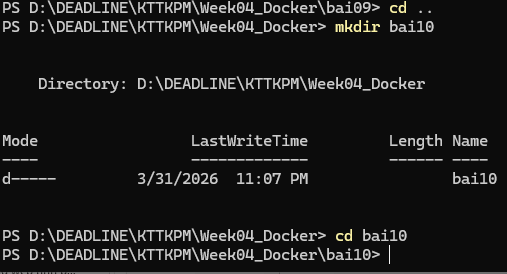 PS D:\DEADLINE\KTTKPM\Week04_Docker\bai09> cd ..
PS D:\DEADLINE\KTTKPM\Week04_Docker> mkdir bai10
Directory: D:\DEADLINE\KTTKPM\Week04_Docker
Mode LastWriteTime Length Name
---- ------------- ------ ----
d----- 3/31/2026 11:07 PM bai10
PS D:\DEADLINE\KTTKPM\Week04_Docker> cd bai10
PS D:\DEADLINE\KTTKPM\Week04_Docker\bai10>